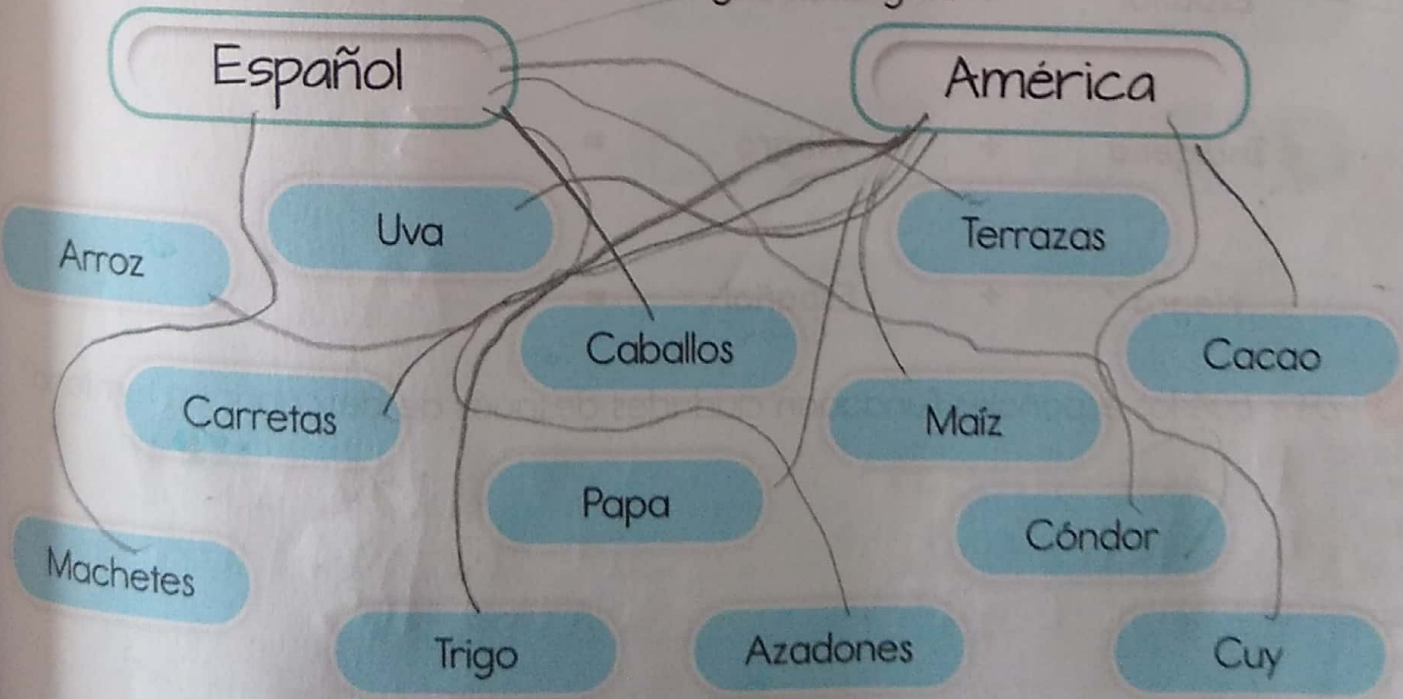 Español
América
Uva
Terrazas
Arroz
Caballos
Cacao
Carretas
Maíz
Papa
Cóndor
Machetes
Trigo
Azadones
Cuy